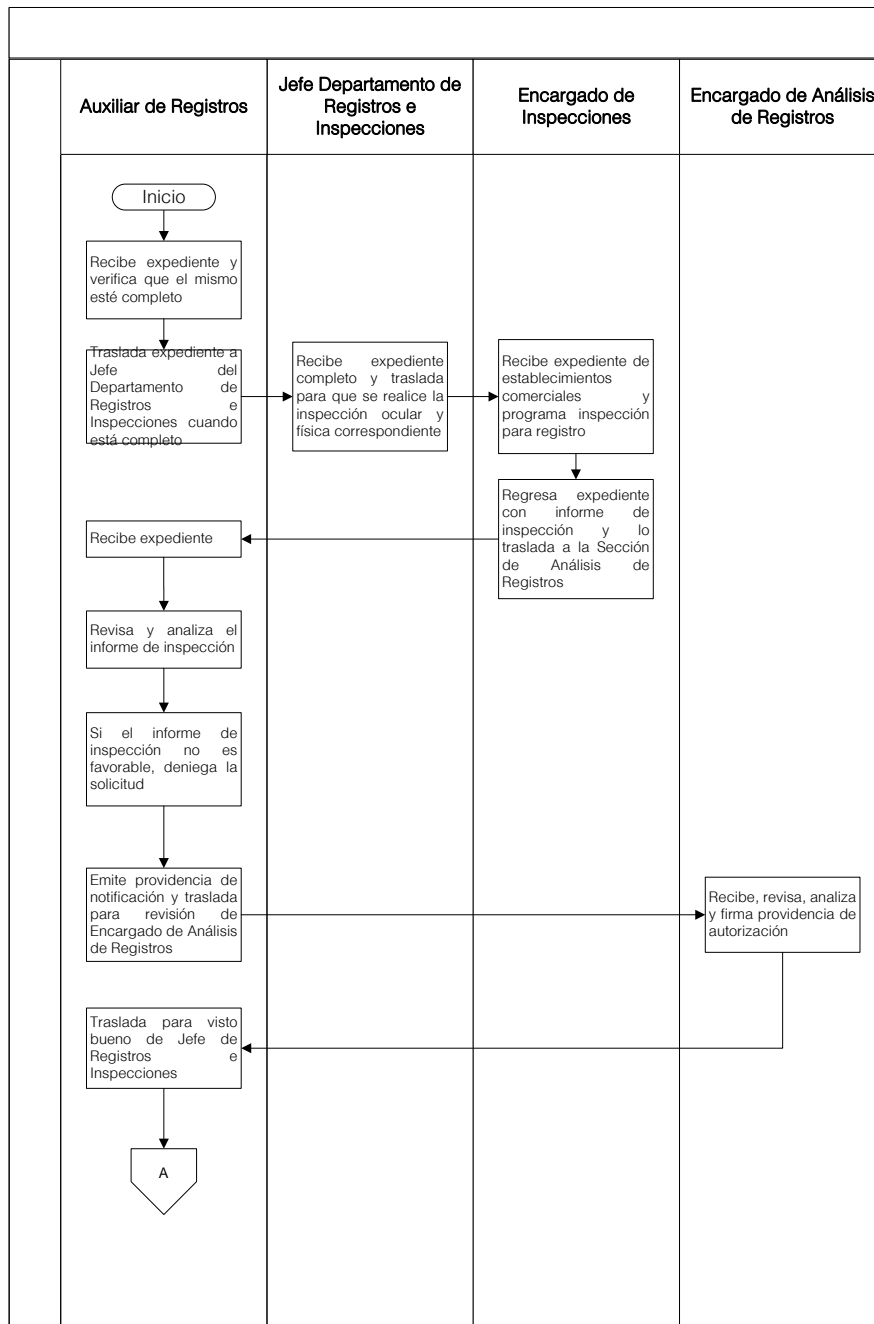 Auxiliar de Registros
Jefe Departamento de
Registros e
Inspecciones
Encargado de
Inspecciones
Encargado de Análisis
de Registros
Inicio
Recibe expediente y
verifica que el mismo
esté completo
Traslada expediente a
Jefe del
Departamento de
Registros e
Inspecciones cuando
está completo
Recibe expediente
completo y traslada
para que se realice la
inspección ocular y
física correspondiente
Recibe expediente de
establecimientos
comerciales y
programa inspección
para registro
Regresa expediente
con informe de
inspección y lo
traslada a la Sección
de Análisis de
Registros
Recibe expediente
Revisa y analiza el
informe de inspección
Si el informe de
inspección no es
favorable, deniega la
solicitud
Emite providencia de
notificación y traslada
para revisión de
Encargado de Análisis
de Registros
Recibe, revisa, analiza
y firma providencia de
autorización
Traslada para visto
bueno de Jefe de
Registros e
Inspecciones
A